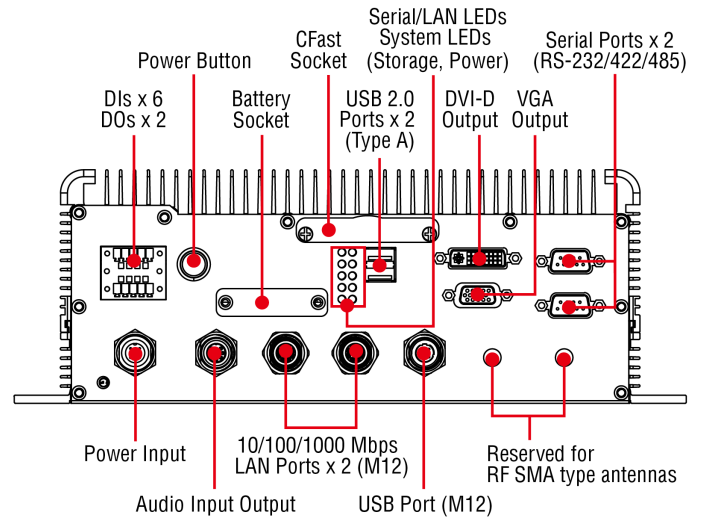 Serial/LAN LEDs
System LEDs
(Storage, Power)
CFast
Socket
Serial Ports x 2
(RS-232/422/485)
Power Button
DIs x 6
DOs x 2
Battery
Socket
USB 2.0
Ports x 2
(Type A)
DVI-D
Output
VGA
Output
Power Input
10/100/1000 Mbps
LAN Ports x 2 (M12)
Reserved for
RF SMA type antennas
Audio Input Output
USB Port (M12)